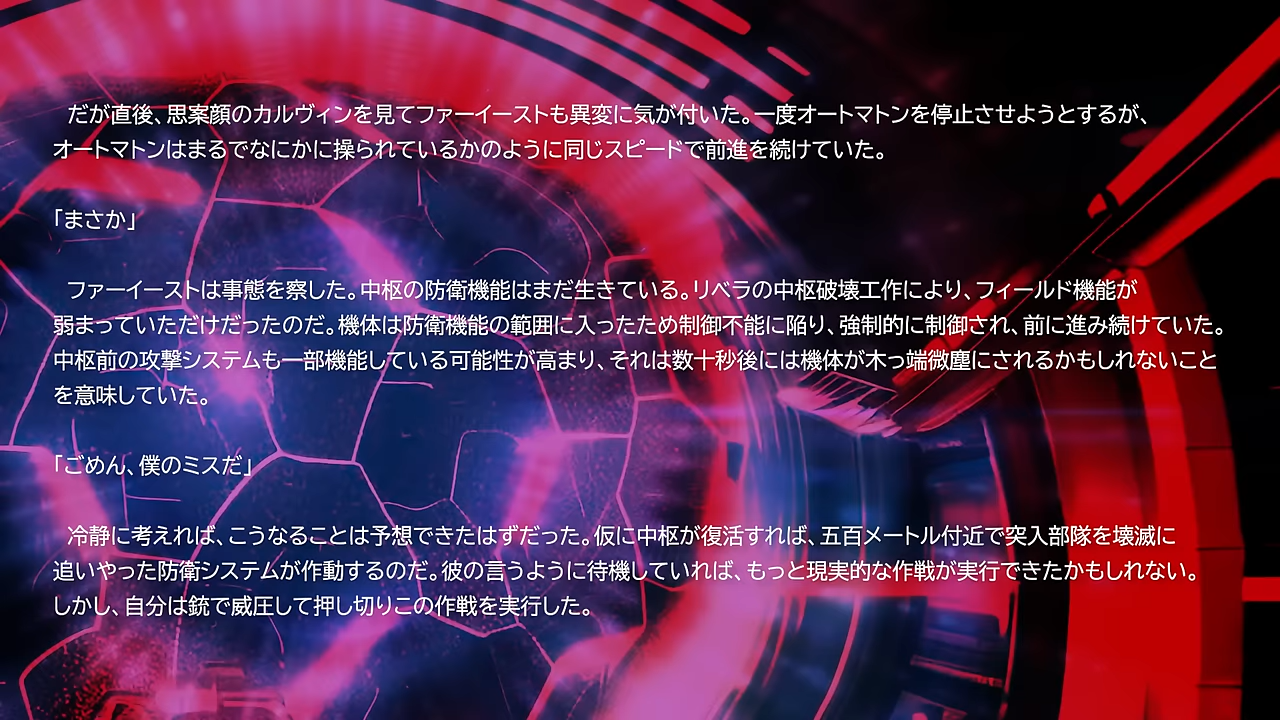 だが直後、思案顔のカルヴィンを見てファーイーストも異変に気が付いた。一度オートマトンを停止させようとするが、
オートマトンはまるでなにかに操られているかのように同じスピードで前進を続けていた。
「まさか」
ファーイーストは事態を察した。中枢の防衛機能はまだ生きている。リベラの中枢破壊工作により、フィールド機能が
弱まっていただけだったのだ。機体は防衛機能の範囲に入ったため制御不能に陥り、強制的に制御され、前に進み続けていた。
中枢前の攻撃システムも一部機能している可能性が高まり、それは数十秒後には機体が木っ端微塵にされるかもしれないこと
を意味していた。
「ごめん、僕のミスだ」
冷静に考えれば、こうなることは予想できたはずだった。仮に中枢が復活すれば、五百メートル付近で突入部隊を壊滅に
追いやった防衛システムが作動するのだ。彼の言うように待機していれば、もっと現実的な作戦が実行できたかもしれない。
しかし、自分は銃で威圧して押し切りこの作戦を実行した。